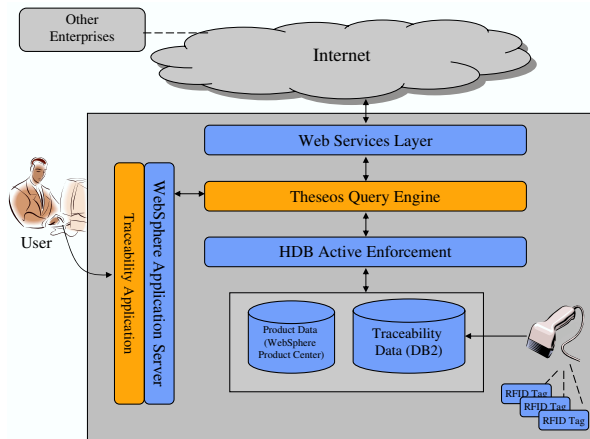 Other
Enterprises
Internet
Web Services Layer
Theseos Query Engine
HDB Active Enforcement
WebSphere Application Server
Traceability Application
User
Product Data
(WebSphere
Product Center)
Traceability
Data (DB2)
RFID Tag
RFID Tag
RFID Tag